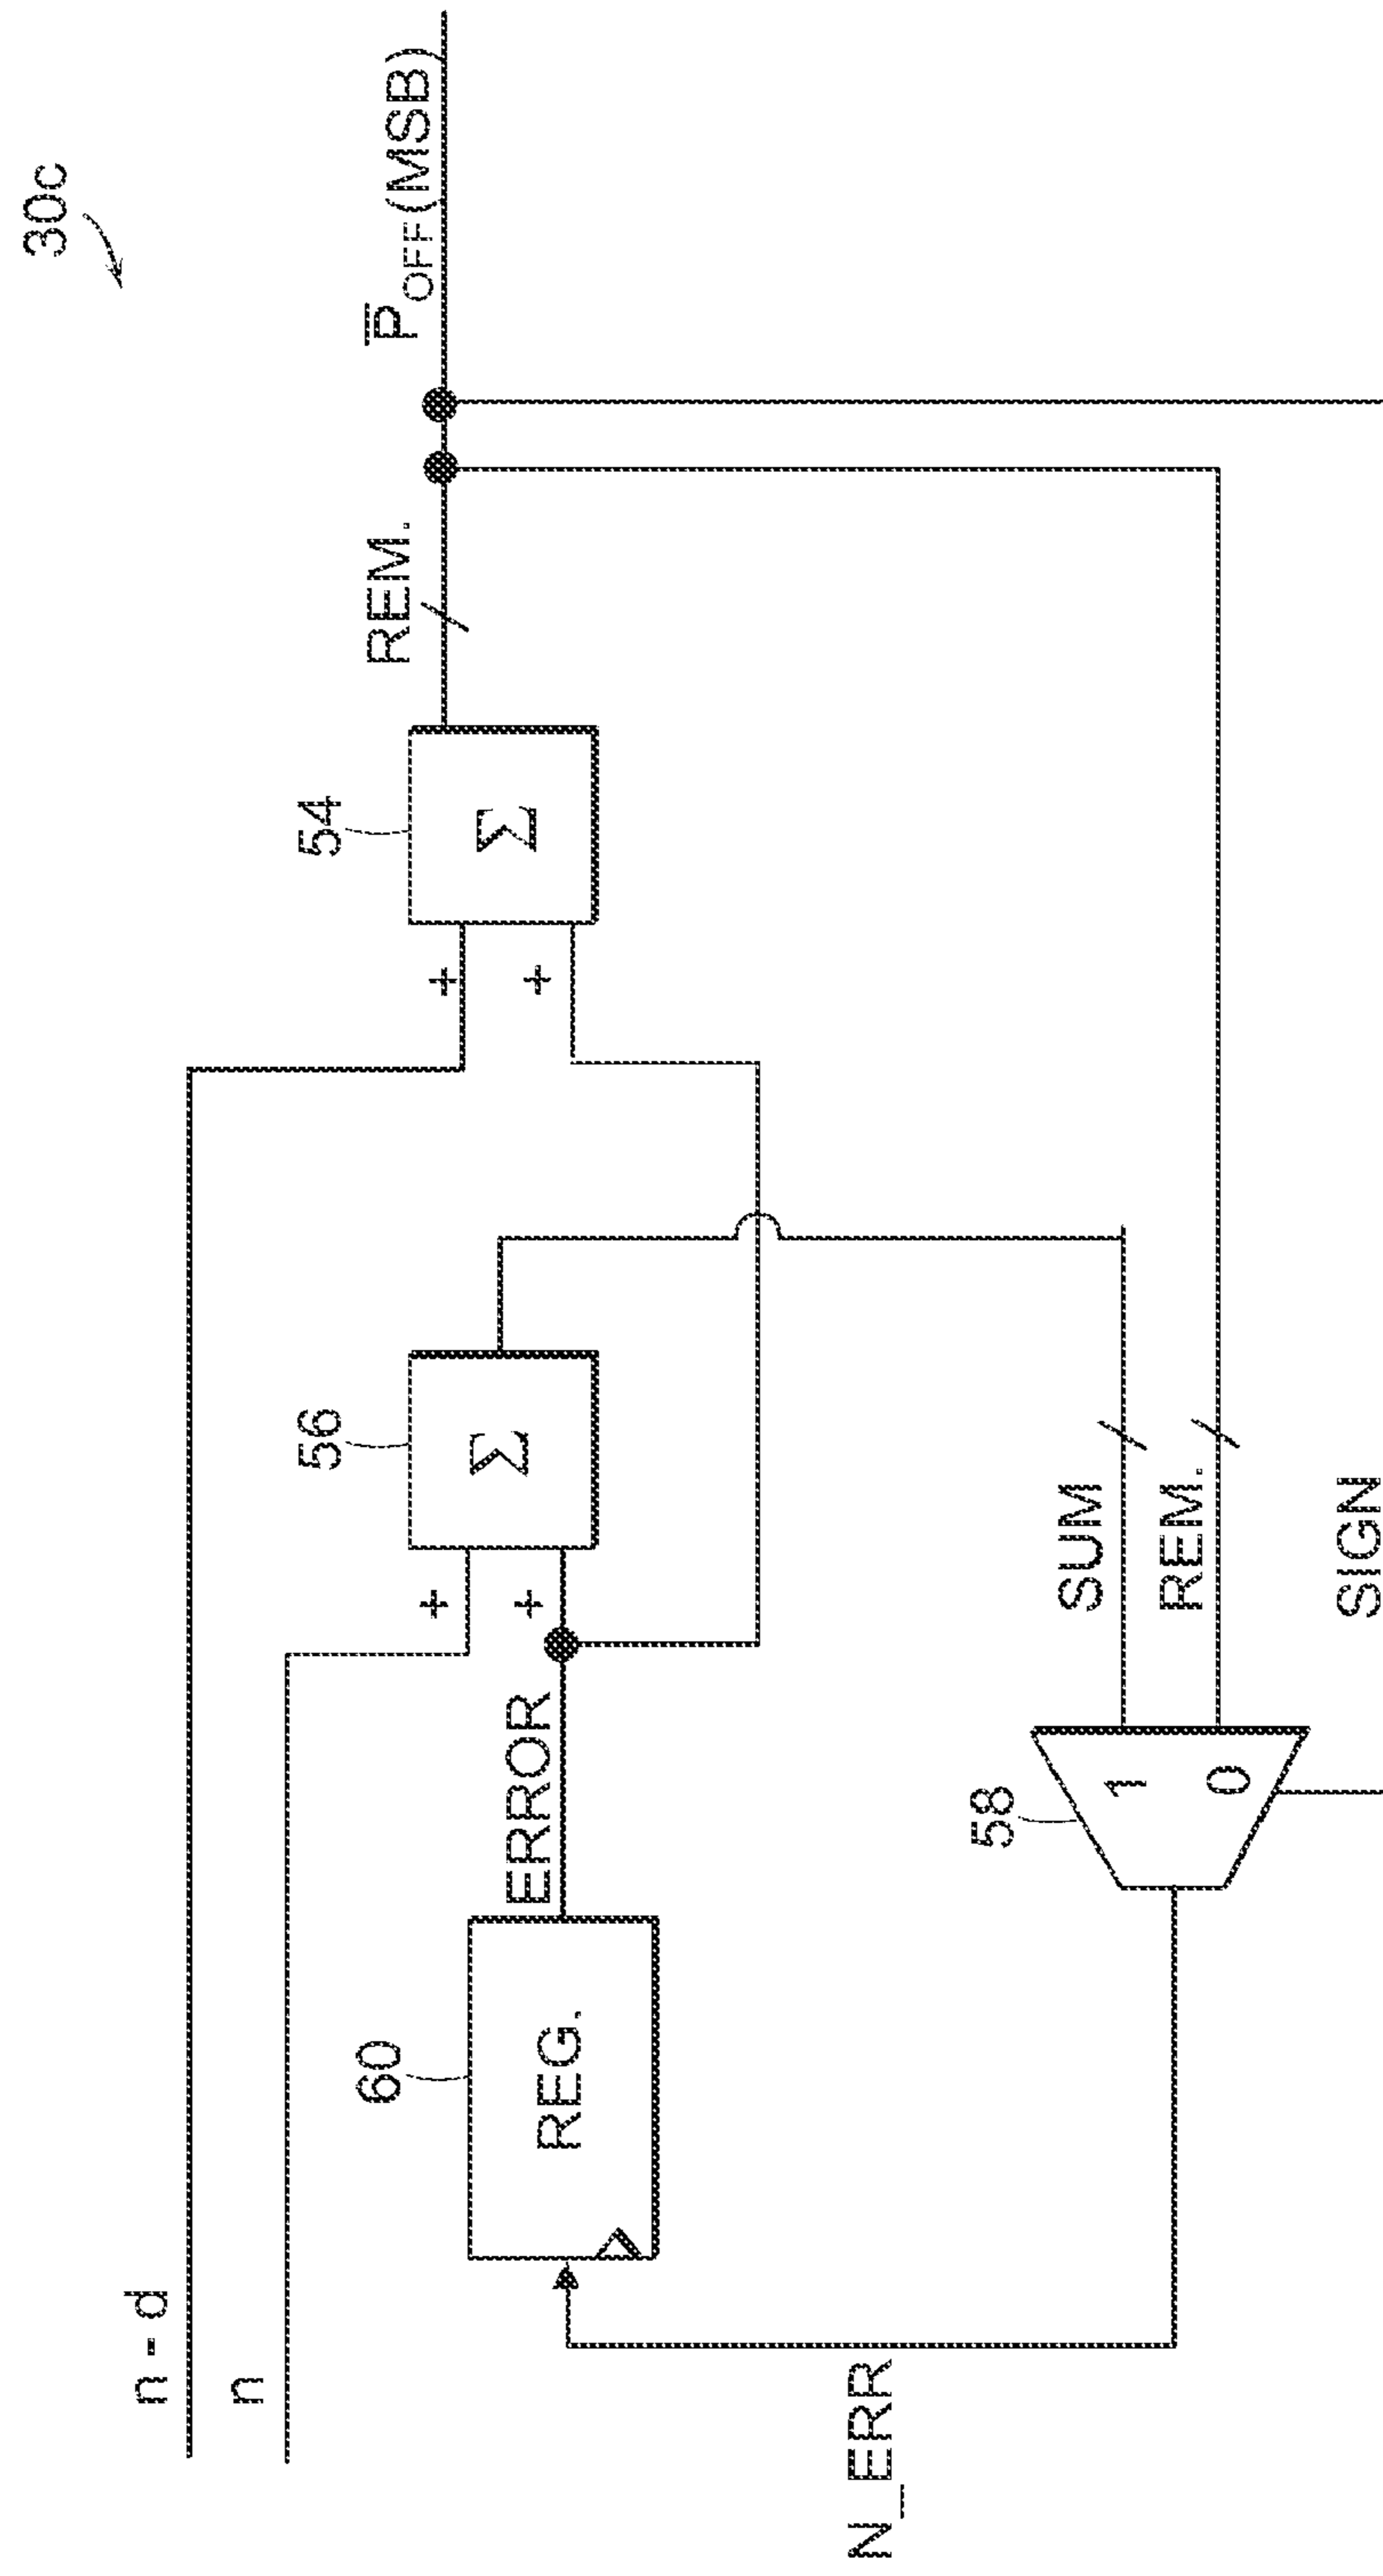 30c
n - d
n
P̅OFF(MSB)
REM.
54
Σ
+
+
56
Σ
+
+
ERROR
60
REG.
SUM
REM.
SIGN
58
1
0
N_ERR